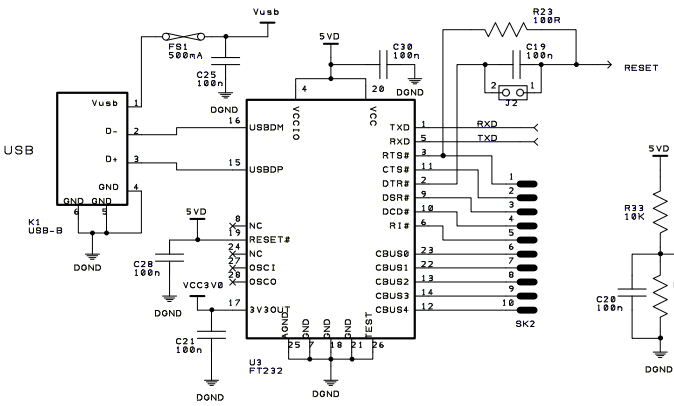 Vusb
FS1
500mA
C25
100n
DGND
5VD
C30
100n
DGND
R23
100R
C19
100n
2 1
J2
RESET
USB
Vusb 1
D- 2
D+ 3
GND 4
GND GND
6 5
K1
USB-B
DGND
4 20
VCCIO VCC
16 USBDM
15 USBDP
8 NC
19 RESET#
24 NC
27 OSCI
28 OSCO
17 3V3OUT
TXD 1 RXD
RXD 5 TXD
RTS# 3
CTS# 11
DTR# 2
DSR# 9
DCD# 10
RI# 6
CBUS0 23
CBUS1 22
CBUS2 13
CBUS3 14
CBUS4 12
AGND GND GND GND TEST
25 7 18 21 26
U3
FT232
DGND
5VD
C28
100n
DGND
VCC3V0
C21
100n
DGND
1
2
3
4
5
6
7
8
9
10
SK2
5VD
R33
10K
C20
100n
DGND